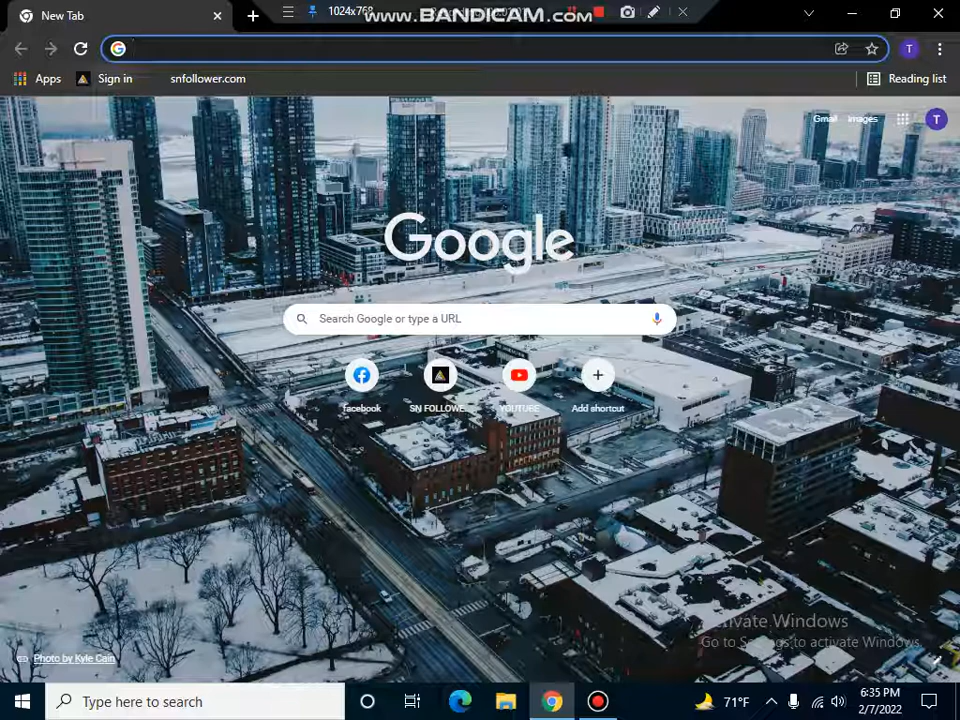 New Tab
1024x768
www.BANDICAM.com
Apps
Sign in
snfollower.com
Reading list
T
Gmail
Images
T
Google
Search Google or type a URL
facebook
SN FOLLOWE...
YOUTUBE
Add shortcut
Activate Windows
Go to Settings to activate Windows.
Photo by Kyle Cain
Type here to search
71°F
6:35 PM
2/7/2022